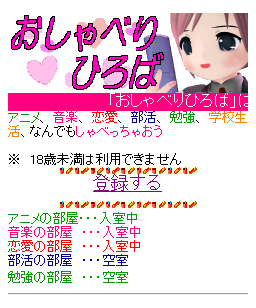 おしゃべり
ひろば
「おしゃべりひろば」は
アニメ、音楽、恋愛、部活、勉強、学校生
活、なんでもしゃべっちゃおう
※ 18歳未満は利用できません
登録する
アニメの部屋・・・入室中
音楽の部屋 ・・・入室中
恋愛の部屋 ・・・入室中
部活の部屋 ・・・空室
勉強の部屋 ・・・空室